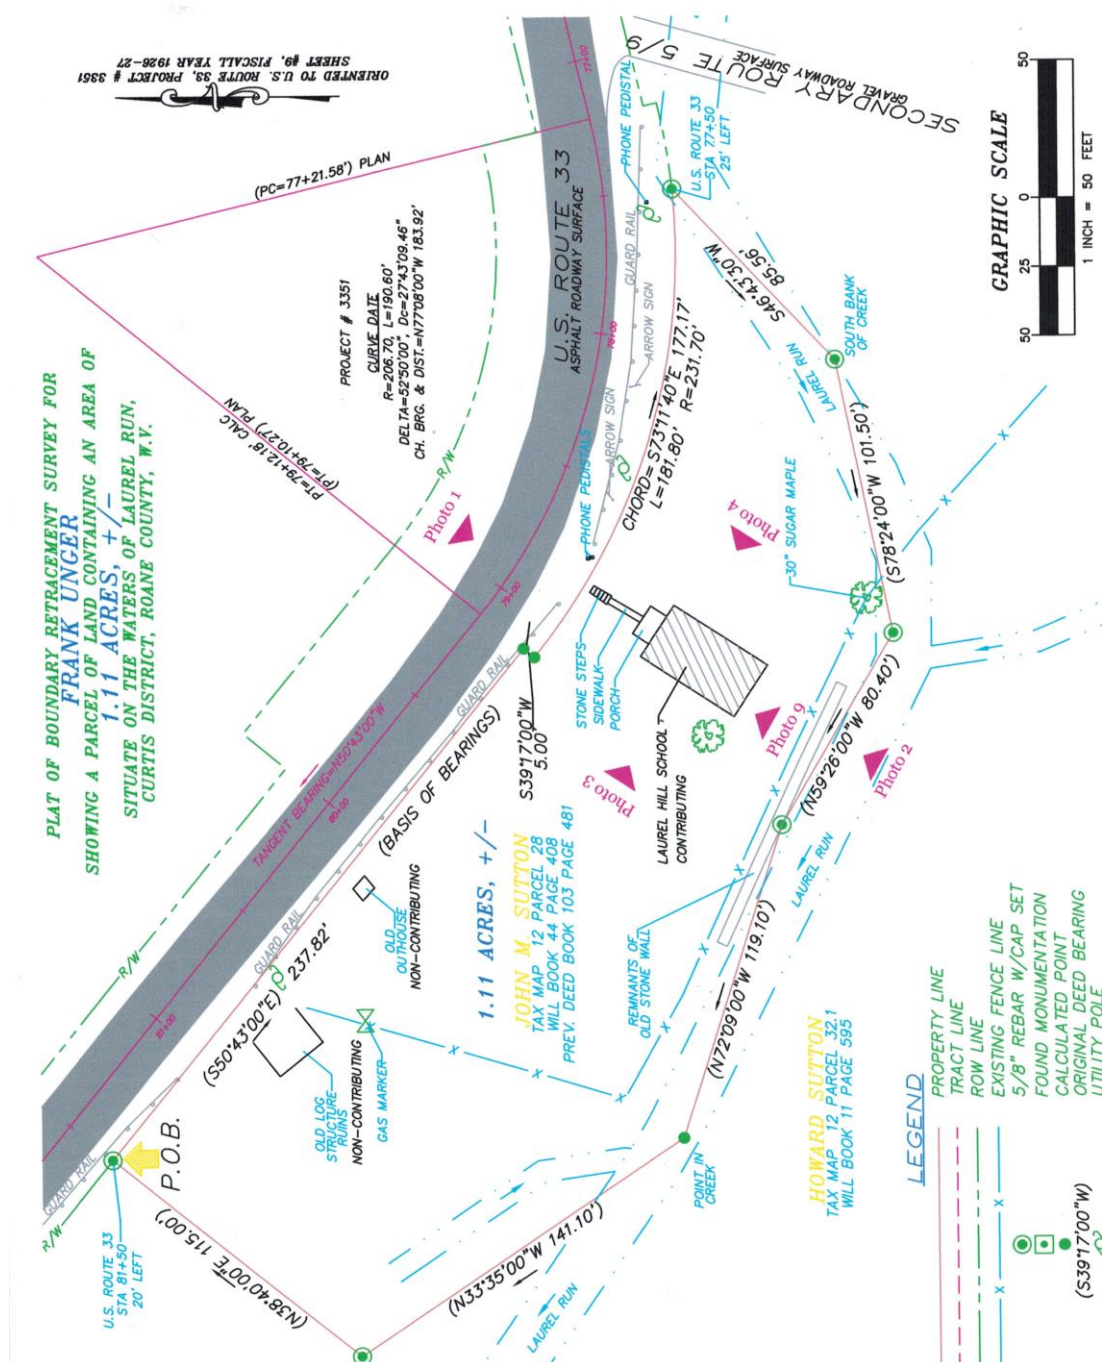 PLAT OF BOUNDARY RETRACEMENT SURVEY FOR
FRANK UNGER
SHOWING A PARCEL OF LAND CONTAINING AN AREA OF
1.11 ACRES, +/-
SITUATE ON THE WATERS OF LAUREL RUN,
CURTIS DISTRICT, ROANE COUNTY, W.V.
ORIENTED TO U.S. ROUTE 33, PROJECT # 3351
SHEET #9, FISCALL YEAR 1926-27
(PC=77+21.58') PLAN
PT=79+12.18' CALC
(PT=79+10.27') PLAN
PROJECT # 3351
CURVE DATE
R=206.70, L=190.60'
DELTA=52°50'00", Dc=27°43'09.46"
CH. BRG. & DIST.=N77°08'00"W 183.92'
R/W
R/W
R/W
Photo 1
U.S. ROUTE 33
ASPHALT ROADWAY SURFACE
77+00
78+00
79+00
80+00
81+00
TANGENT BEARING=N50°43'00"W
SECONDARY ROUTE 5/9
GRAVEL ROADWAY SURFACE
PHONE PEDISTAL
U.S. ROUTE 33
STA 77+50
25' LEFT
GUARD RAIL
ARROW SIGN
ARROW SIGN
PHONE PEDISTALS
CHORD= S73°11'40"E 177.17'
L=181.80' R=231.70'
S46°43'30"W
85.56'
LAUREL RUN
SOUTH BANK
OF CREEK
(S78°24'00"W 101.50')
30" SUGAR MAPLE
Photo 4
GUARD RAIL
(BASIS OF BEARINGS)
S39°17'00"W
5.00'
STONE STEPS
SIDEWALK
PORCH
LAUREL HILL SCHOOL
CONTRIBUTING
Photo 3
Photo 9
Photo 2
(N59°26'00"W 80.40')
LAUREL RUN
GUARD RAIL
(S50°43'00"E) 237.82'
OLD
OUTHOUSE
NON-CONTRIBUTING
1.11 ACRES, +/-
JOHN M. SUTTON
TAX MAP 12 PARCEL 28
WILL BOOK 44 PAGE 408
PREV. DEED BOOK 103 PAGE 481
REMNANTS OF
OLD STONE WALL
(N72°09'00"W 119.10')
OLD LOG
STRUCTURE
RUINS
NON-CONTRIBUTING
GAS MARKER
GUARD RAIL
P.O.B.
U.S. ROUTE 33
STA 81+50
20' LEFT
(N38°40'00"E 115.00')
(N33°35'00"W 141.10')
LAUREL RUN
POINT IN
CREEK
HOWARD SUTTON
TAX MAP 12 PARCEL 32.1
WILL BOOK 11 PAGE 595
GRAPHIC SCALE
50 25 0 50
1 INCH = 50 FEET
LEGEND
PROPERTY LINE
TRACT LINE
ROW LINE
EXISTING FENCE LINE
5/8" REBAR W/CAP SET
FOUND MONUMENTATION
CALCULATED POINT
(S39°17'00"W) ORIGINAL DEED BEARING
UTILITY POLE